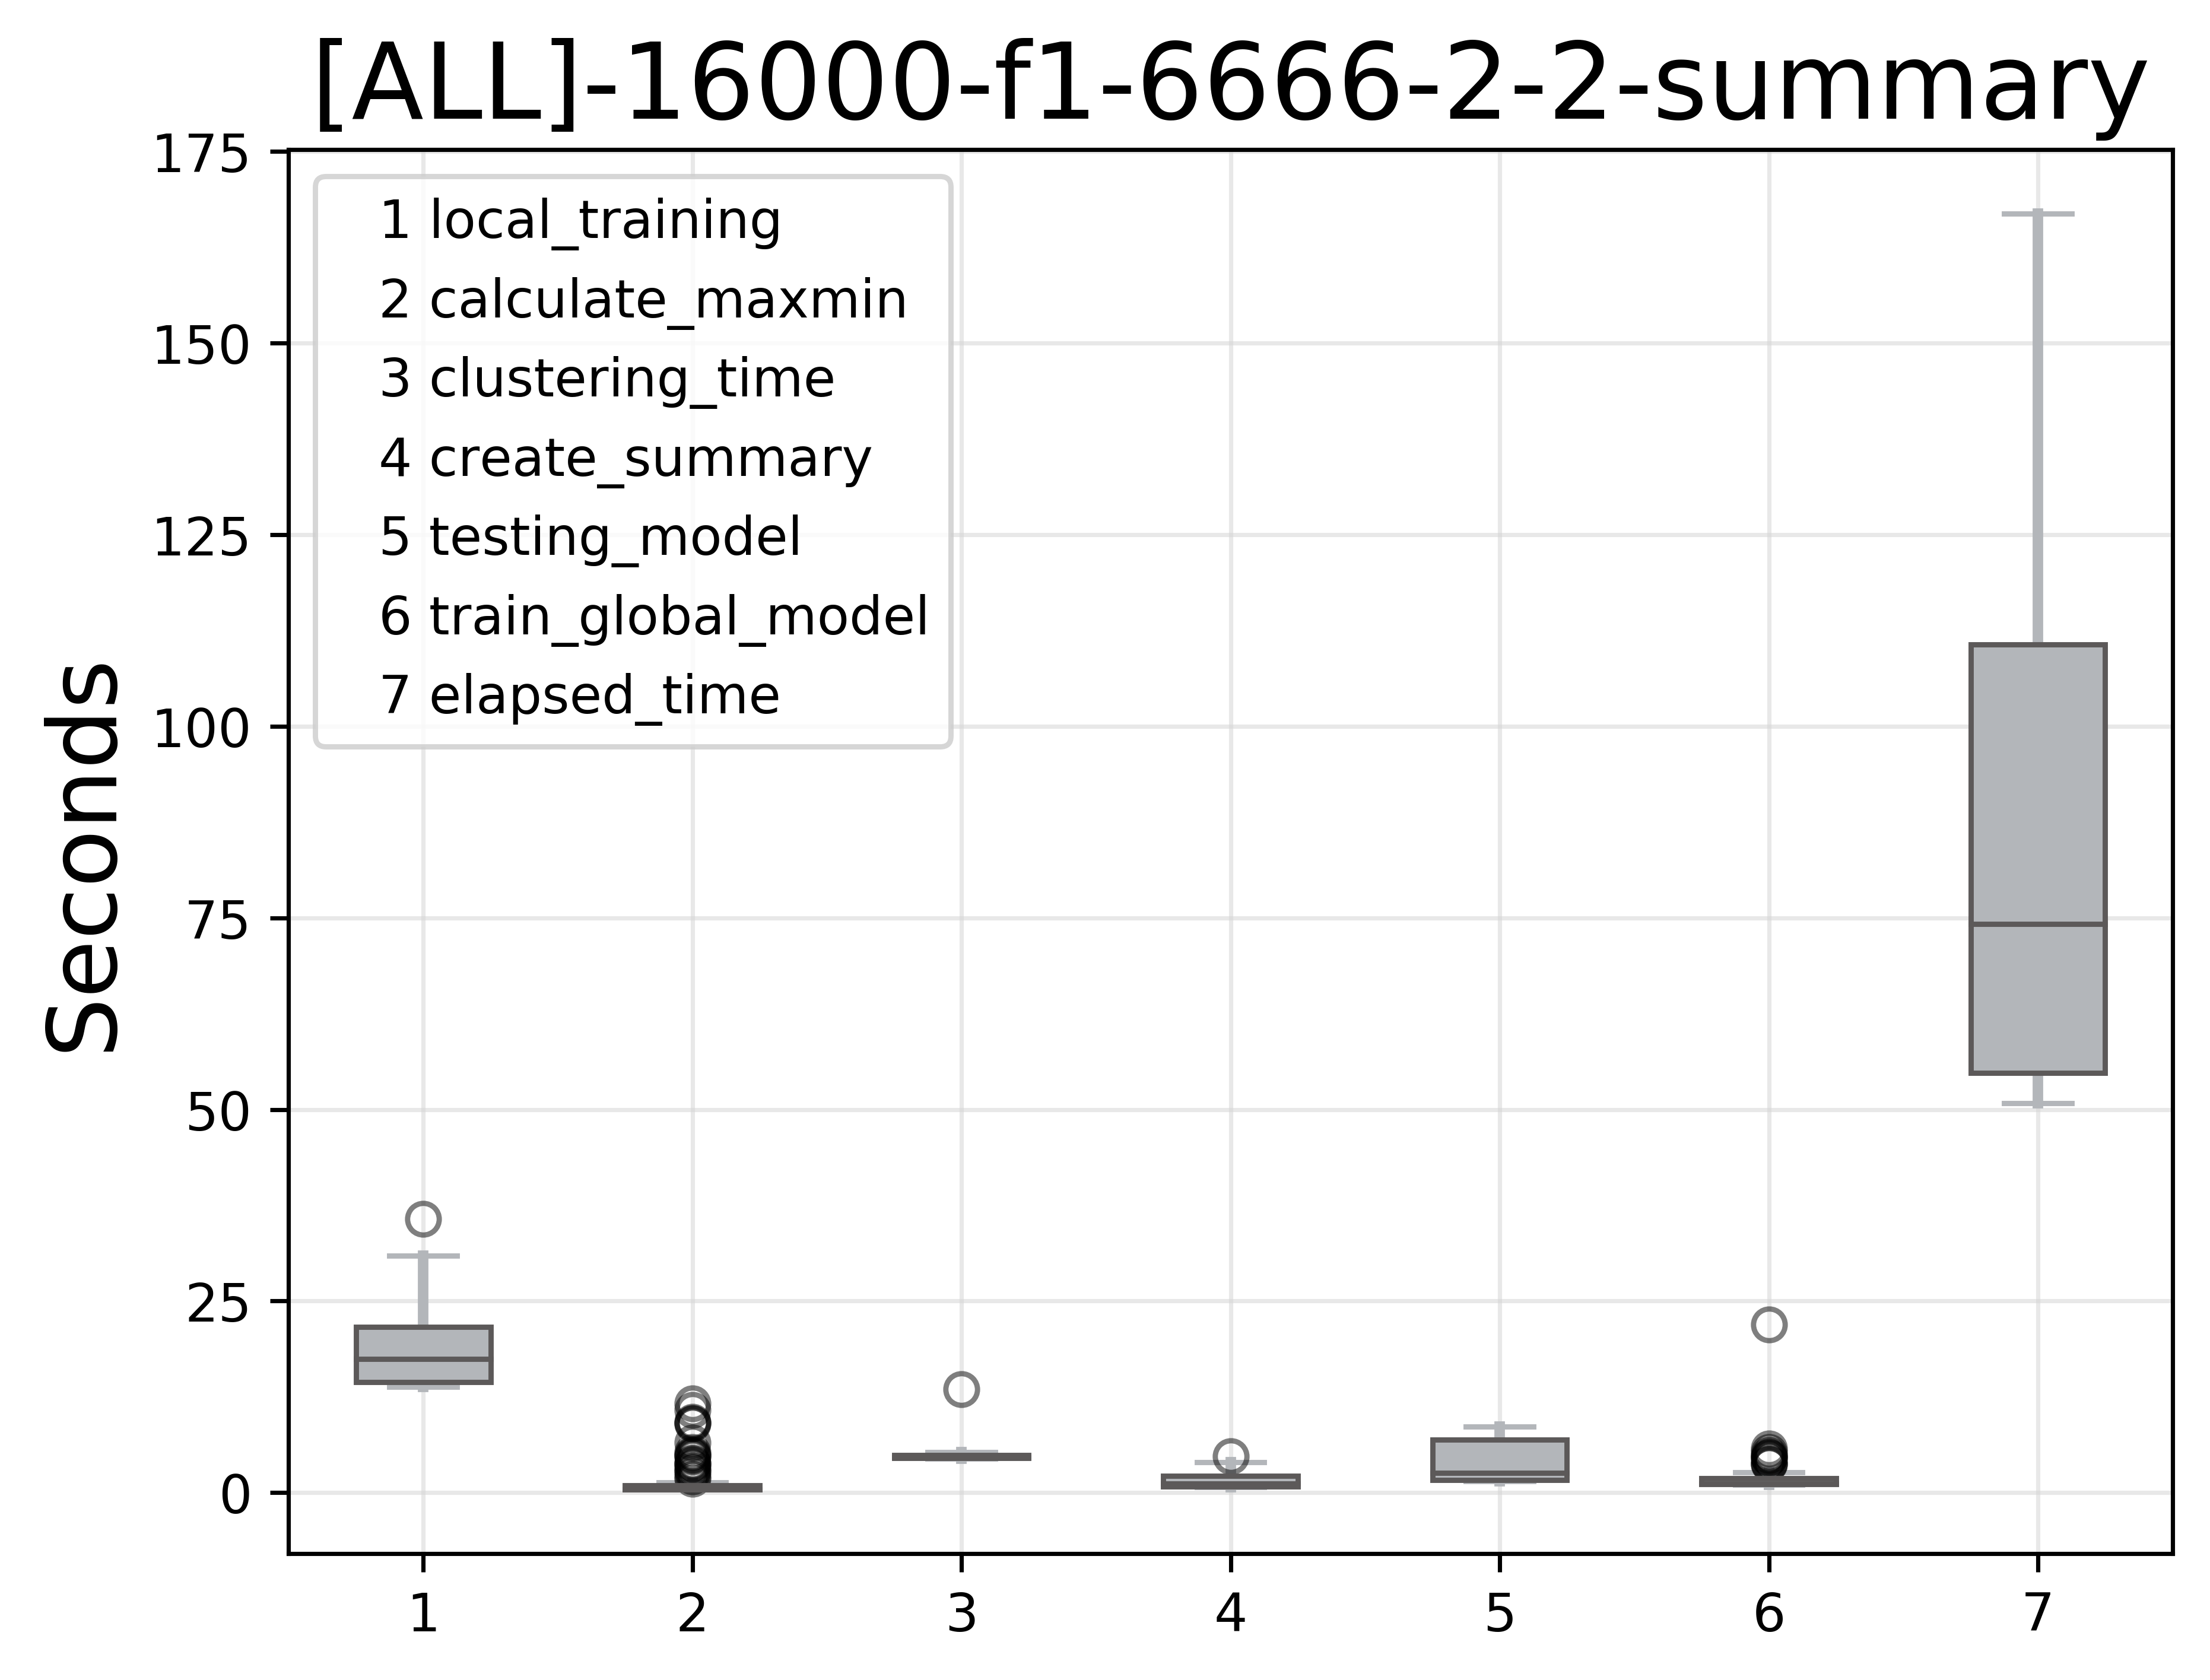 [ALL]-16000-f1-6666-2-2-summary
Seconds
175
150
125
100
75
50
25
0
1 local_training
2 calculate_maxmin
3 clustering_time
4 create_summary
5 testing_model
6 train_global_model
7 elapsed_time
1 2 3 4 5 6 7